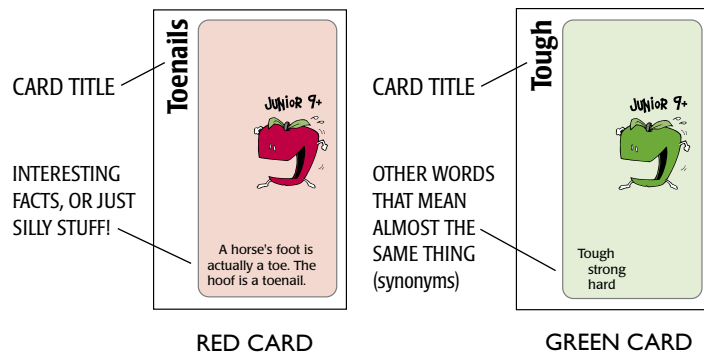 CARD TITLE
INTERESTING
FACTS, OR JUST
SILLY STUFF!
Toenails
JUNIOR 9+
A horse's foot is
actually a toe. The
hoof is a toenail.
RED CARD
CARD TITLE
OTHER WORDS
THAT MEAN
ALMOST THE
SAME THING
(synonyms)
Tough
JUNIOR 9+
Tough
strong
hard
GREEN CARD